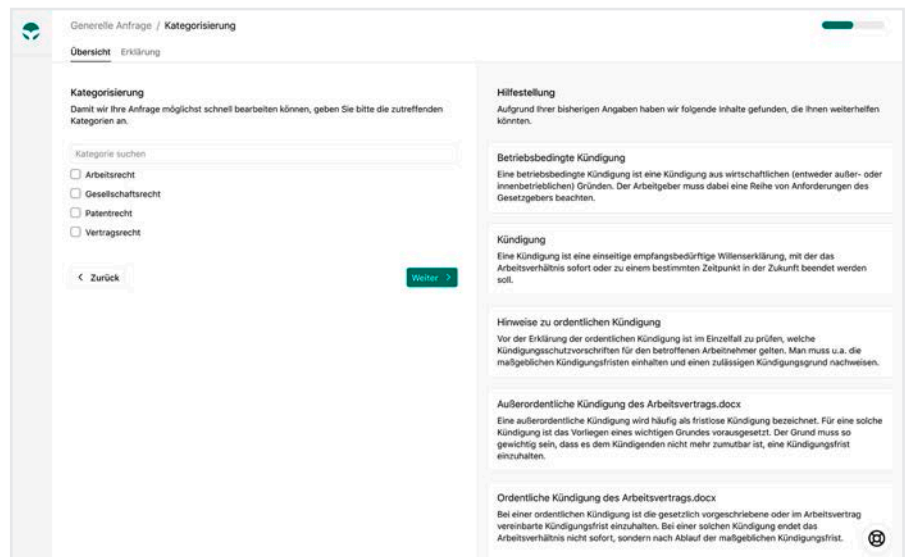 Generelle Anfrage / Kategorisierung
Übersicht Erklärung
Kategorisierung
Damit wir Ihre Anfrage möglichst schnell bearbeiten können, geben Sie bitte die zutreffenden
Kategorien an.
Kategorie suchen
Arbeitsrecht
Gesellschaftsrecht
Patentrecht
Vertragsrecht
< Zurück
Weiter >
Hilfestellung
Aufgrund Ihrer bisherigen Angaben haben wir folgende Inhalte gefunden, die Ihnen weiterhelfen
könnten.
Betriebsbedingte Kündigung
Eine betriebsbedingte Kündigung ist eine Kündigung aus wirtschaftlichen (entweder außer- oder
innenbetrieblichen) Gründen. Der Arbeitgeber muss dabei eine Reihe von Anforderungen des
Gesetzgebers beachten.
Kündigung
Eine Kündigung ist eine einseitige empfangsbedürftige Willenserklärung, mit der das
Arbeitsverhältnis sofort oder zu einem bestimmten Zeitpunkt in der Zukunft beendet werden
soll.
Hinweise zu ordentlichen Kündigung
Vor der Erklärung der ordentlichen Kündigung ist im Einzelfall zu prüfen, welche
Kündigungsschutzvorschriften für den betroffenen Arbeitnehmer gelten. Man muss u.a. die
maßgeblichen Kündigungsfristen einhalten und einen zulässigen Kündigungsgrund nachweisen.
Außerordentliche Kündigung des Arbeitsvertrags.docx
Eine außerordentliche Kündigung wird häufig als fristlose Kündigung bezeichnet. Für eine solche
Kündigung ist das Vorliegen eines wichtigen Grundes vorausgesetzt. Der Grund muss so
gewichtig sein, dass es dem Kündigenden nicht mehr zumutbar ist, eine Kündigungsfrist
einzuhalten.
Ordentliche Kündigung des Arbeitsvertrags.docx
Bei einer ordentlichen Kündigung ist die gesetzlich vorgeschriebene oder im Arbeitsvertrag
vereinbarte Kündigungsfrist einzuhalten. Bei einer solchen Kündigung endet das
Arbeitsverhältnis nicht sofort, sondern nach Ablauf der maßgeblichen Kündigungsfrist.